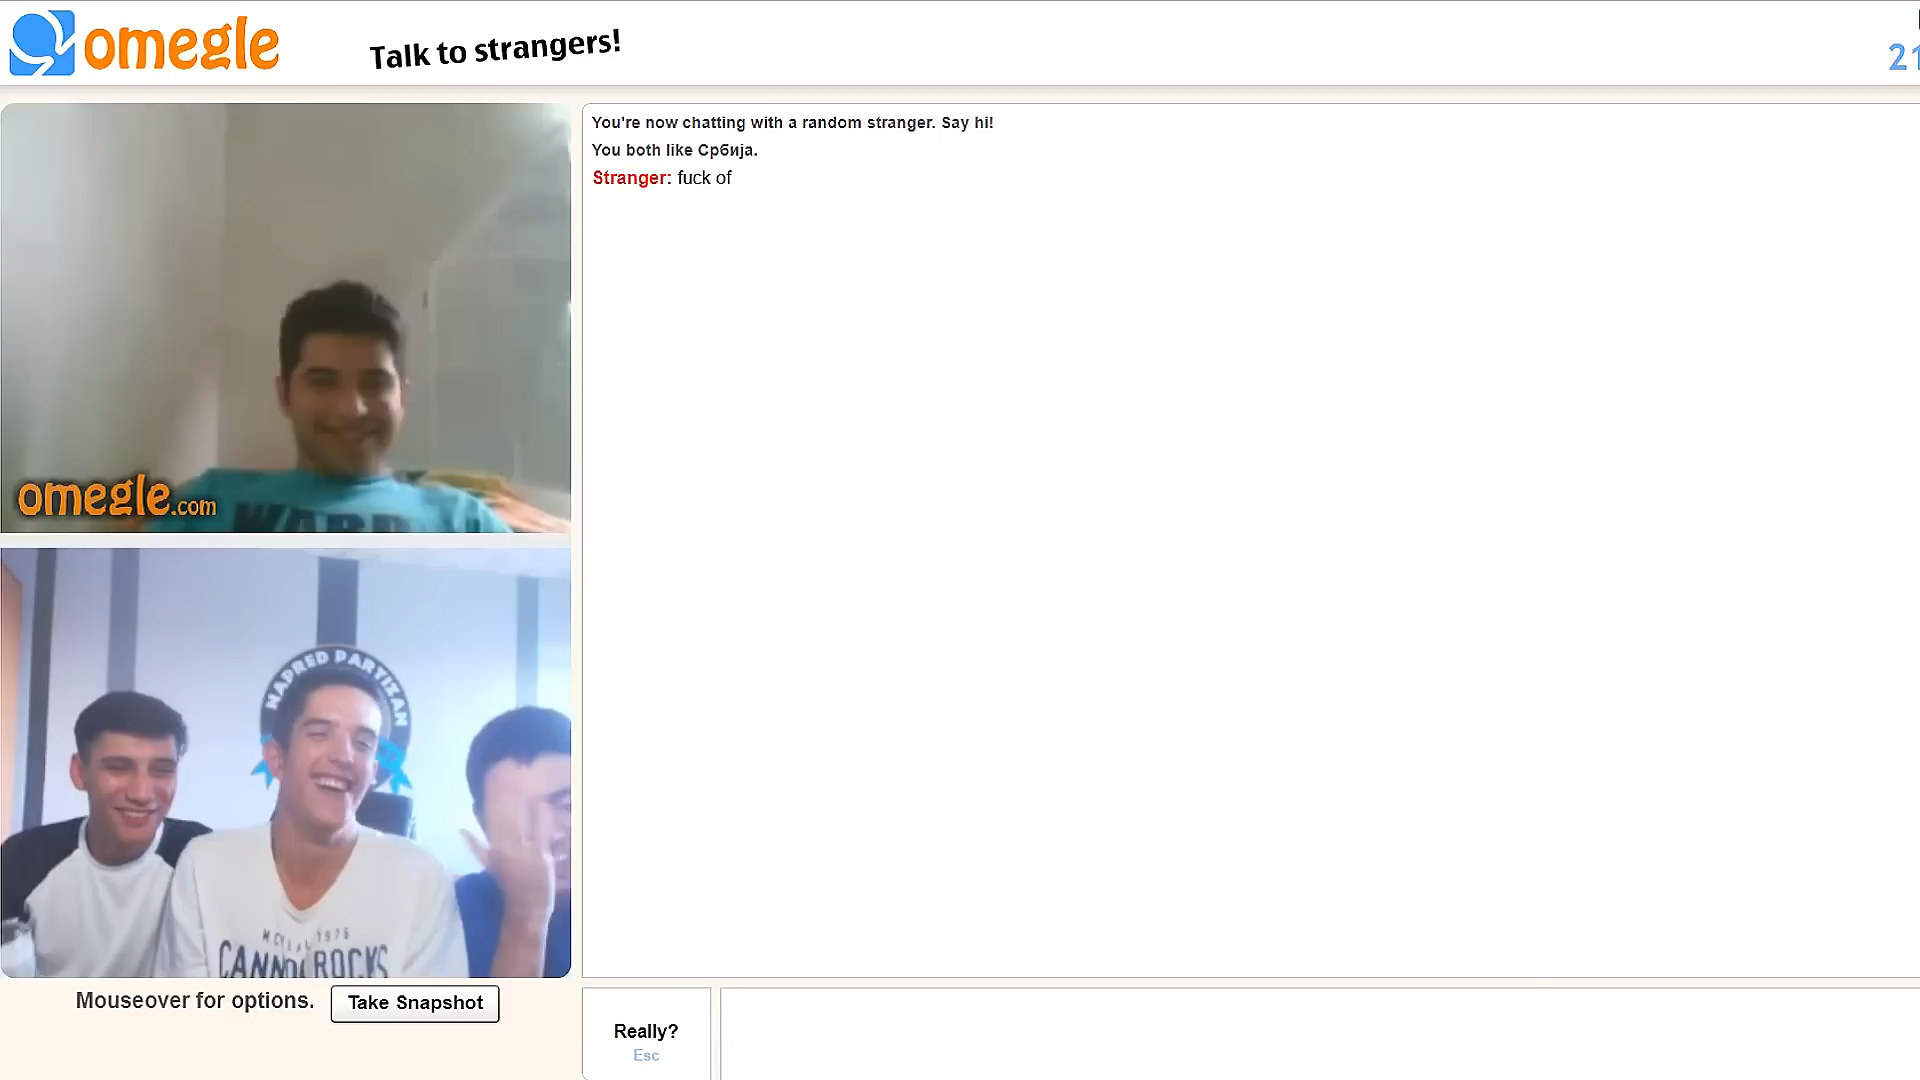 omegle
Talk to strangers!
21
You're now chatting with a random stranger. Say hi!
You both like Србија.
Stranger: fuck of
omegle.com
NAPRED PARTIZAN
ROCKS
Mouseover for options.
Take Snapshot
Really?
Esc